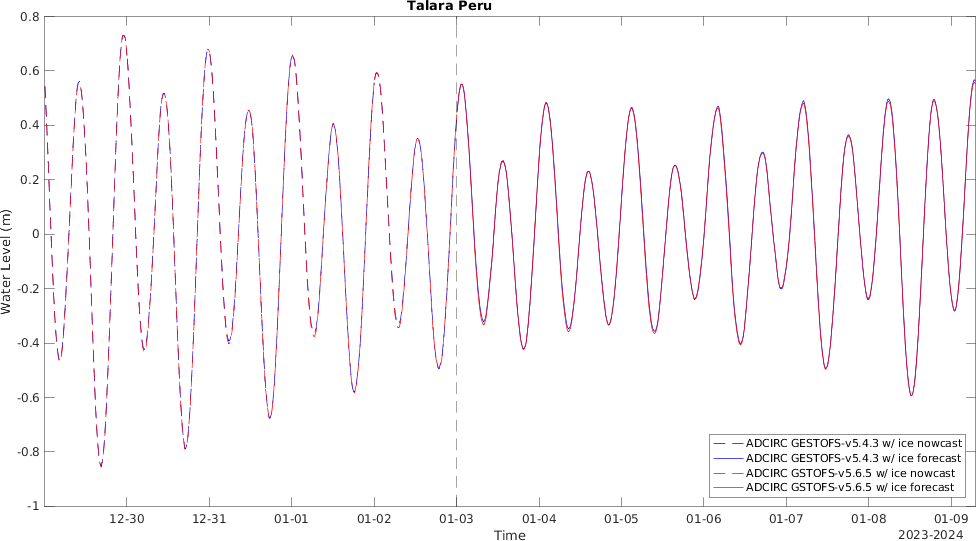 Talara Peru
0.8
0.6
0.4
0.2
0
-0.2
-0.4
-0.6
-0.8
-1
Water Level (m)
ADCIRC GESTOFS-v5.4.3 w/ ice nowcast
ADCIRC GESTOFS-v5.4.3 w/ ice forecast
ADCIRC GSTOFS-v5.6.5 w/ ice nowcast
ADCIRC GSTOFS-v5.6.5 w/ ice forecast
12-30 12-31 01-01 01-02 01-03 01-04 01-05 01-06 01-07 01-08 01-09
Time
2023-2024